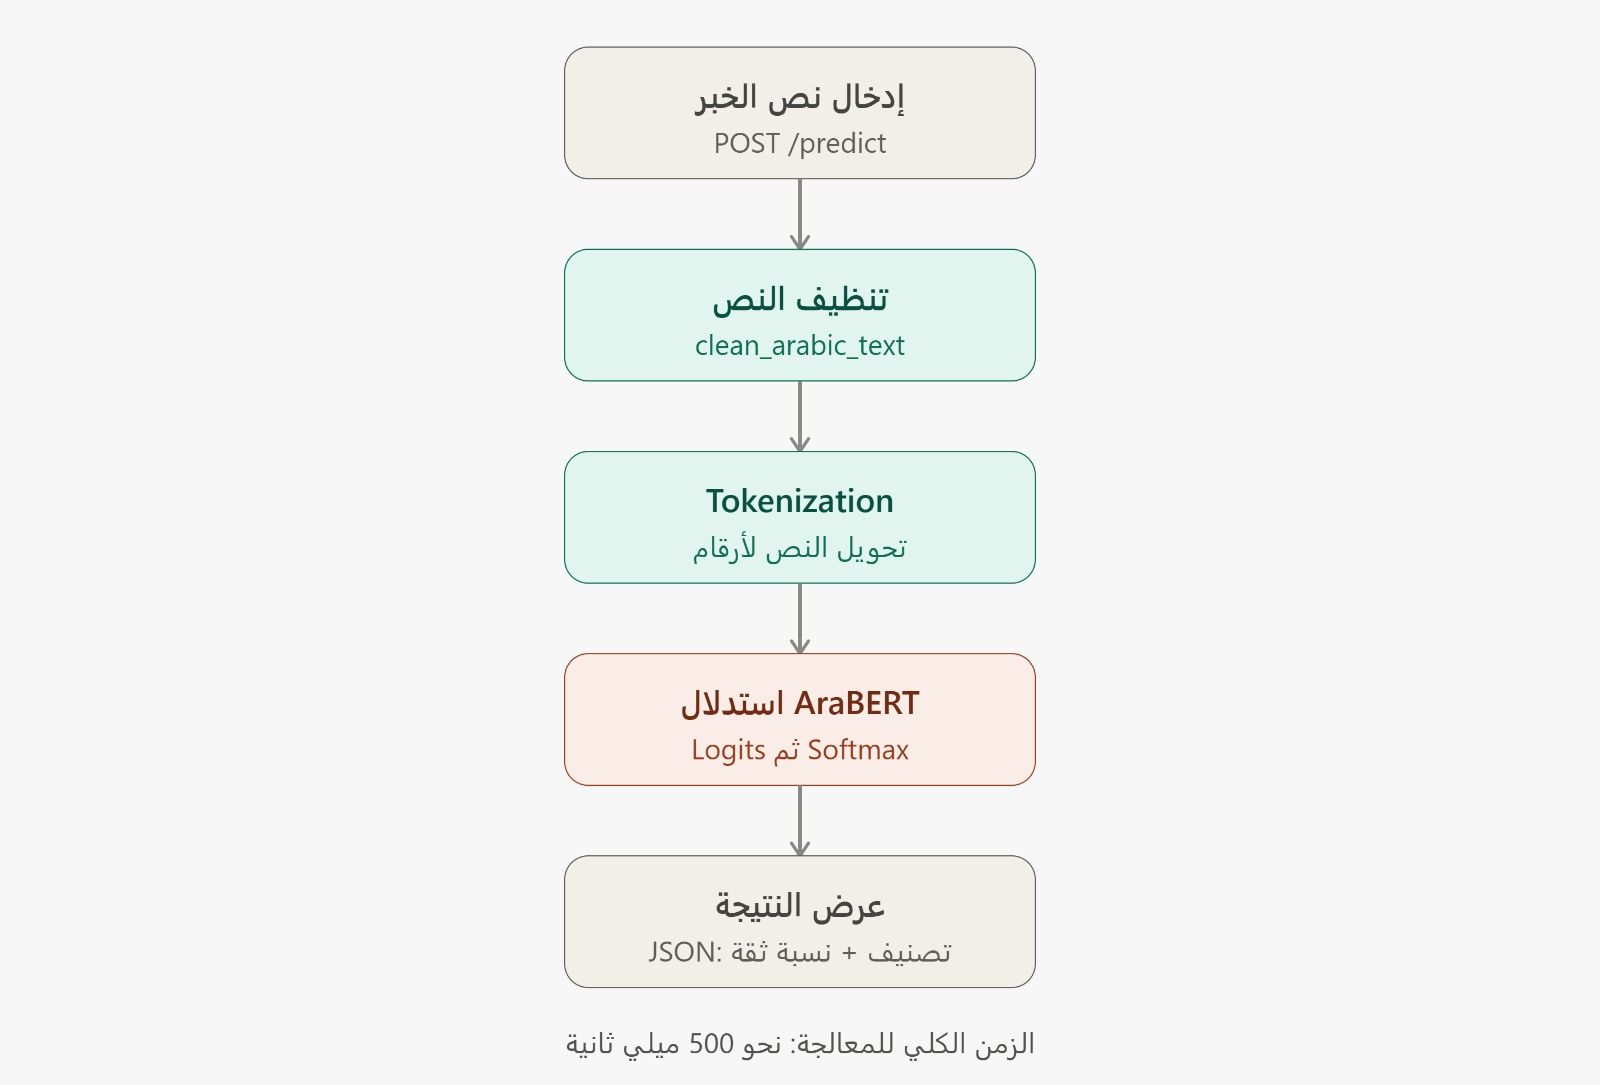 إدخال نص الخبر
POST /predict
تنظيف النص
clean_arabic_text
Tokenization
تحويل النص لأرقام
استدلال AraBERT
Logits ثم Softmax
عرض النتيجة
JSON: تصنيف + نسبة ثقة
الزمن الكلي للمعالجة: نحو 500 ميلي ثانية